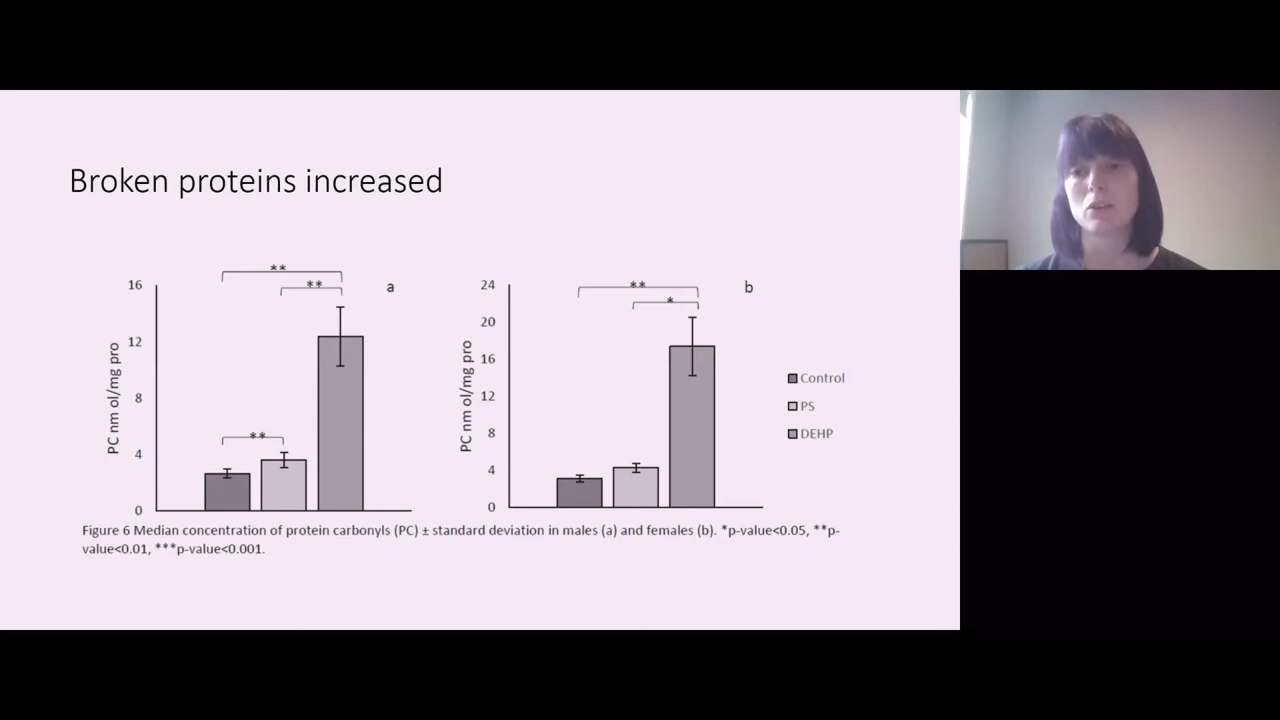 Broken proteins increased
**
**
a
16
12
8
4
0
PC nm ol/mg pro
**
**
*
b
24
20
16
12
8
4
0
PC nm ol/mg pro
Control
PS
DEHP
Figure 6 Median concentration of protein carbonyls (PC) ± standard deviation in males (a) and females (b). *p-value<0.05, **p-
value<0.01, ***p-value<0.001.